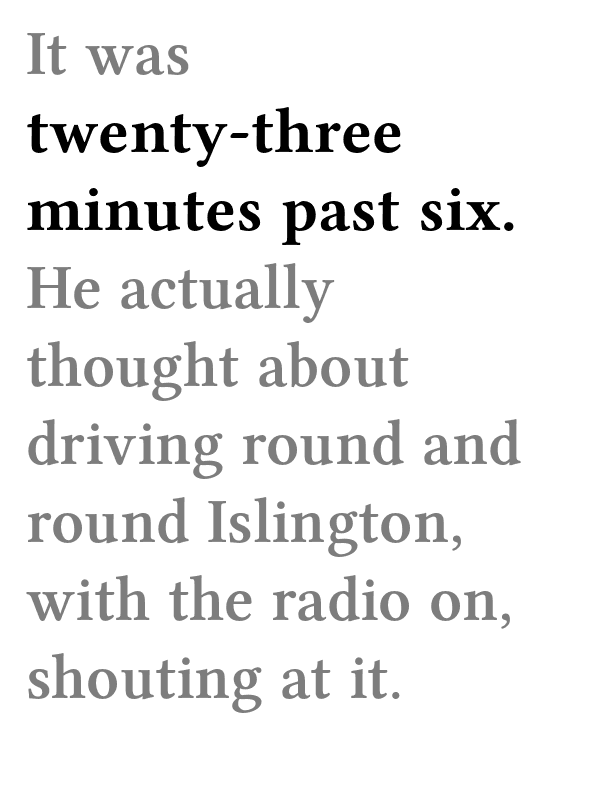 It was
twenty-three
minutes past six.
He actually
thought about
driving round and
round Islington,
with the radio on,
shouting at it.